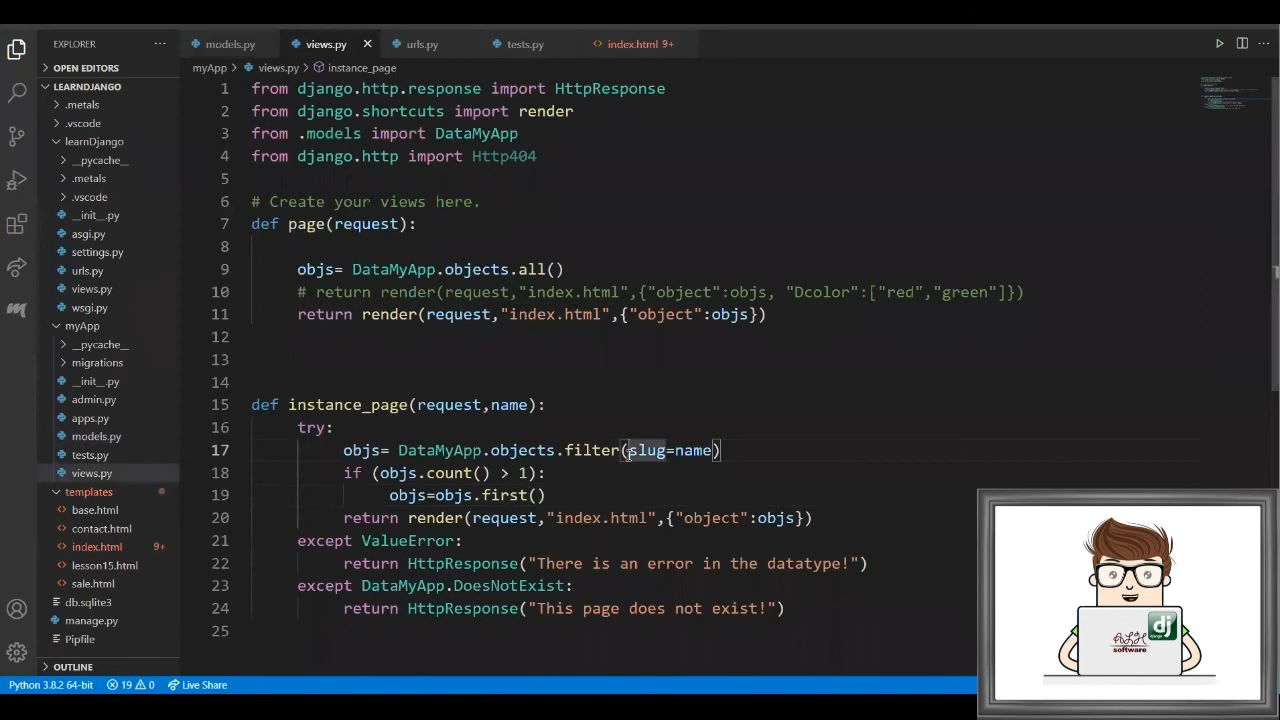 EXPLORER
models.py
views.py
urls.py
tests.py
index.html 9+
OPEN EDITORS
myApp > views.py > instance_page
LEARNDJANGO
.metals
.vscode
learnDjango
__pycache__
.metals
.vscode
__init__.py
asgi.py
settings.py
urls.py
views.py
wsgi.py
myApp
__pycache__
migrations
__init__.py
admin.py
apps.py
models.py
tests.py
views.py
templates
base.html
contact.html
index.html 9+
lesson15.html
sale.html
db.sqlite3
manage.py
Pipfile
OUTLINE
1 from django.http.response import HttpResponse
2 from django.shortcuts import render
3 from .models import DataMyApp
4 from django.http import Http404
5
6 # Create your views here.
7 def page(request):
8
9 objs= DataMyApp.objects.all()
10 # return render(request,"index.html",{"object":objs, "Dcolor":["red","green"]})
11 return render(request,"index.html",{"object":objs})
12
13
14
15 def instance_page(request,name):
16 try:
17 objs= DataMyApp.objects.filter(slug=name)
18 if (objs.count() > 1):
19 objs=objs.first()
20 return render(request,"index.html",{"object":objs})
21 except ValueError:
22 return HttpResponse("There is an error in the datatype!")
23 except DataMyApp.DoesNotExist:
24 return HttpResponse("This page does not exist!")
25
dj
django
software
Python 3.8.2 64-bit
19 0
Live Share